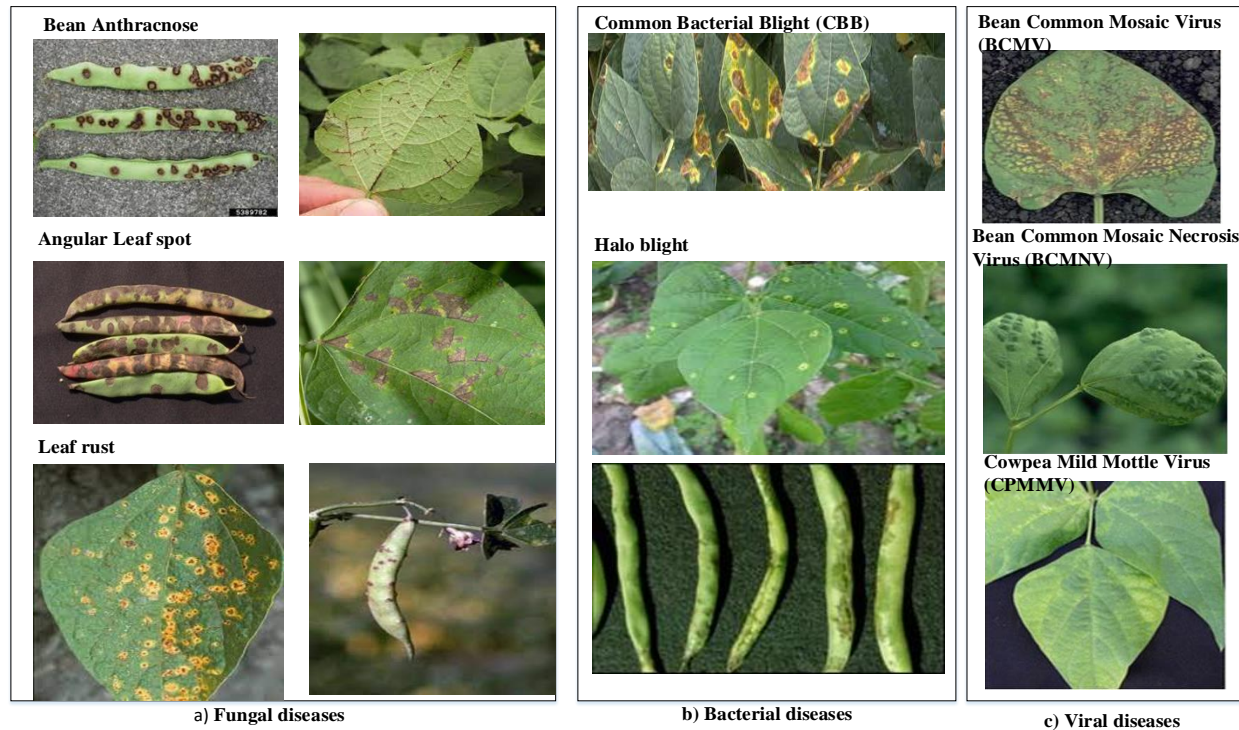 Bean Anthracnose
5389782
Angular Leaf spot
Leaf rust
a) Fungal diseases
Common Bacterial Blight (CBB)
Halo blight
b) Bacterial diseases
Bean Common Mosaic Virus
(BCMV)
Bean Common Mosaic Necrosis
Virus (BCMNV)
Cowpea Mild Mottle Virus
(CPMMV)
c) Viral diseases